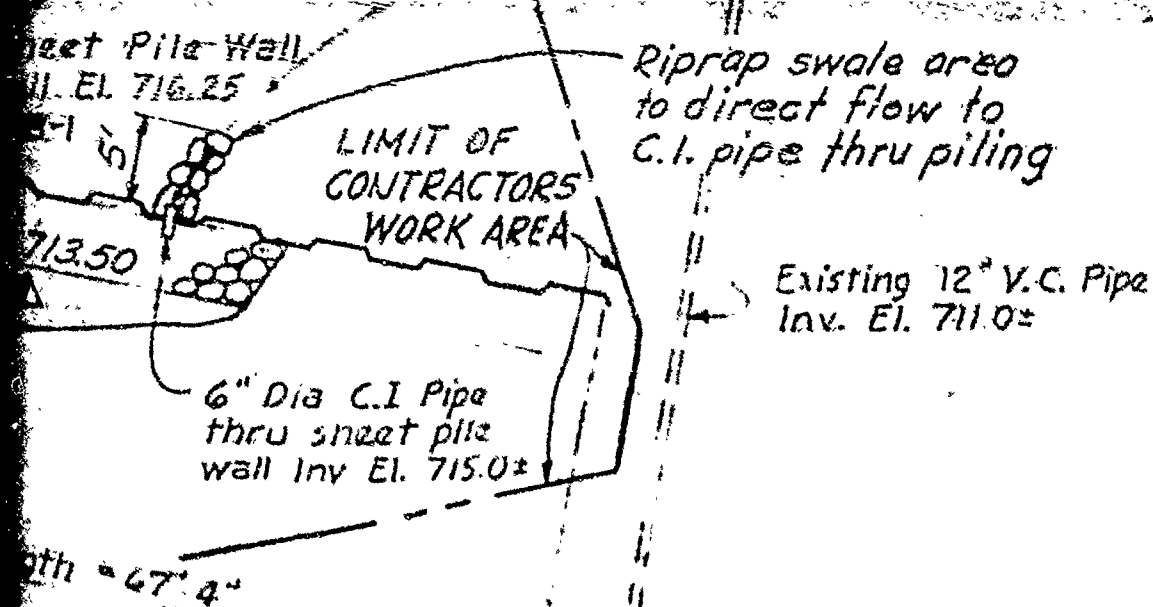 Pile Wall
El. 716.25
5'
Riprap swale area
to direct flow to
C.I. pipe thru piling
LIMIT OF
CONTRACTORS
WORK AREA
713.50
Existing 12" V.C. Pipe
Inv. El. 711.0±
6" Dia C.I Pipe
thru sheet pile
wall Inv El. 715.0±
= 67' 4"